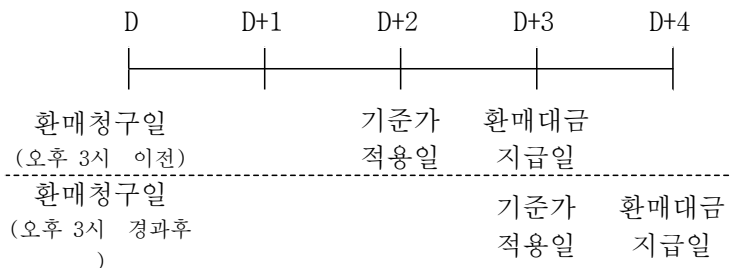 D D+1 D+2 D+3 D+4
환매청구일 기준가 환매대금
(오후 3시 이전) 적용일 지급일
환매청구일 기준가 환매대금
(오후 3시 경과후 적용일 지급일
)